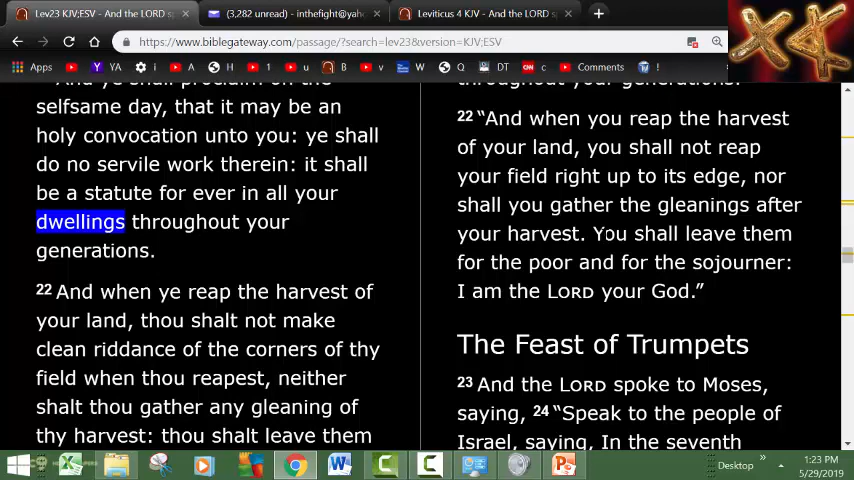 Lev23 KJV;ESV - And the LORD sp
(3,282 unread) - inthefight@yah
Leviticus 4 KJV - And the LORD s
https://www.biblegateway.com/passage/?search=lev23&version=KJV;ESV
Apps
YA
i
A
H
1
T
u
B
v
W
Q
DT
c
Comments
!
And ye shall proclaim on the
selfsame day, that it may be an
holy convocation unto you: ye shall
do no servile work therein: it shall
be a statute for ever in all your
dwellings throughout your
generations.
22 And when ye reap the harvest of
your land, thou shalt not make
clean riddance of the corners of thy
field when thou reapest, neither
shalt thou gather any gleaning of
thy harvest: thou shalt leave them
throughout your generations.
22 “And when you reap the harvest
of your land, you shall not reap
your field right up to its edge, nor
shall you gather the gleanings after
your harvest. You shall leave them
for the poor and for the sojourner:
I am the LORD your God.”
The Feast of Trumpets
23 And the LORD spoke to Moses,
saying, 24 “Speak to the people of
Israel, saying, In the seventh
Desktop
1:23 PM
5/29/2019